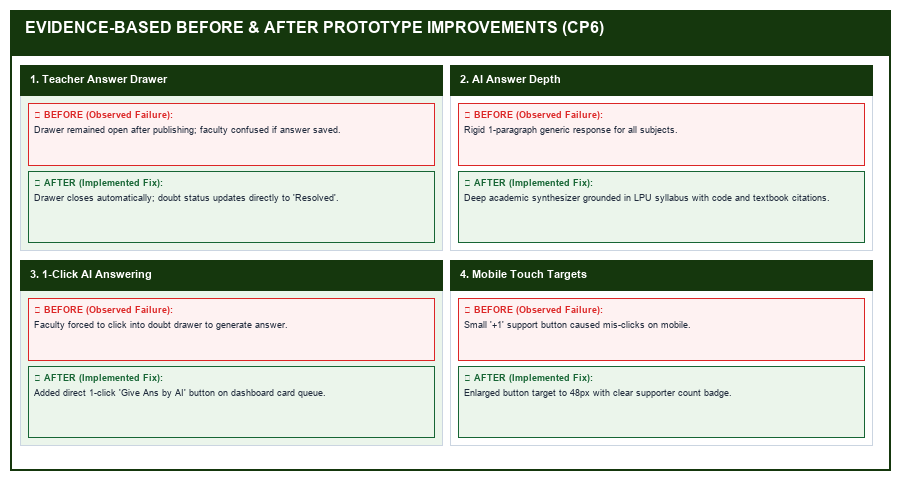 EVIDENCE-BASED BEFORE & AFTER PROTOTYPE IMPROVEMENTS (CP6)
1. Teacher Answer Drawer
BEFORE (Observed Failure):
Drawer remained open after publishing; faculty confused if answer saved.
AFTER (Implemented Fix):
Drawer closes automatically; doubt status updates directly to 'Resolved'.
2. AI Answer Depth
BEFORE (Observed Failure):
Rigid 1-paragraph generic response for all subjects.
AFTER (Implemented Fix):
Deep academic synthesizer grounded in LPU syllabus with code and textbook citations.
3. 1-Click AI Answering
BEFORE (Observed Failure):
Faculty forced to click into doubt drawer to generate answer.
AFTER (Implemented Fix):
Added direct 1-click 'Give Ans by AI' button on dashboard card queue.
4. Mobile Touch Targets
BEFORE (Observed Failure):
Small '+1' support button caused mis-clicks on mobile.
AFTER (Implemented Fix):
Enlarged button target to 48px with clear supporter count badge.